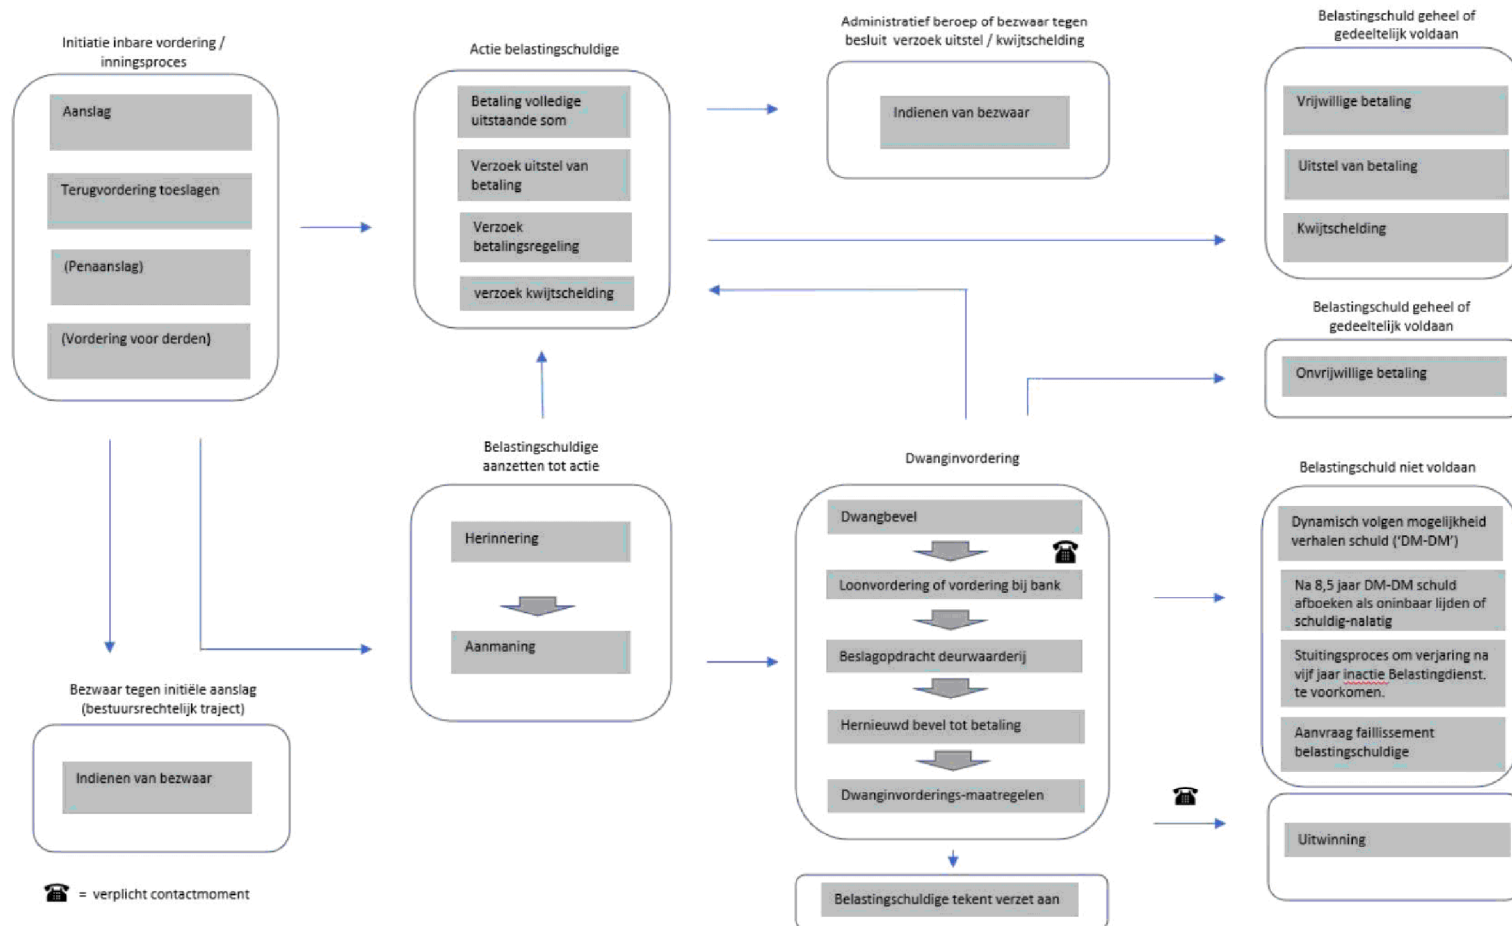 Initiatie inbare vordering /
inningsproces
Aanslag
Terugvordering toeslagen
(Penaanslag)
(Vordering voor derden)
Actie belastingschuldige
Betaling volledige
uitstaande som
Verzoek uitstel van
betaling
Verzoek
betalingsregeling
verzoek kwijtschelding
Administratief beroep of bezwaar tegen
besluit verzoek uitstel / kwijtschelding
Indienen van bezwaar
Belastingschuld geheel of
gedeeltelijk voldaan
Vrijwillige betaling
Uitstel van betaling
Kwijtschelding
Belastingschuld geheel of
gedeeltelijk voldaan
Onvrijwillige betaling
Belastingschuldige
aanzetten tot actie
Herinnering
Aanmaning
Dwanginvordering
Dwangbevel
Loonvordering of vordering bij bank
Beslagopdracht deurwaarderij
Hernieuwd bevel tot betaling
Dwanginvorderings-maatregelen
Belastingschuldige tekent verzet aan
Belastingschuld niet voldaan
Dynamisch volgen mogelijkheid
verhalen schuld ('DM-DM')
Na 8,5 jaar DM-DM schuld
afboeken als oninbaar lijden of
schuldig-nalatig
Stuitingsproces om verjaring na
vijf jaar inactie Belastingdienst.
te voorkomen.
Aanvraag faillissement
belastingschuldige
Uitwinning
Bezwaar tegen initiële aanslag
(bestuursrechtelijk traject)
Indienen van bezwaar
= verplicht contactmoment